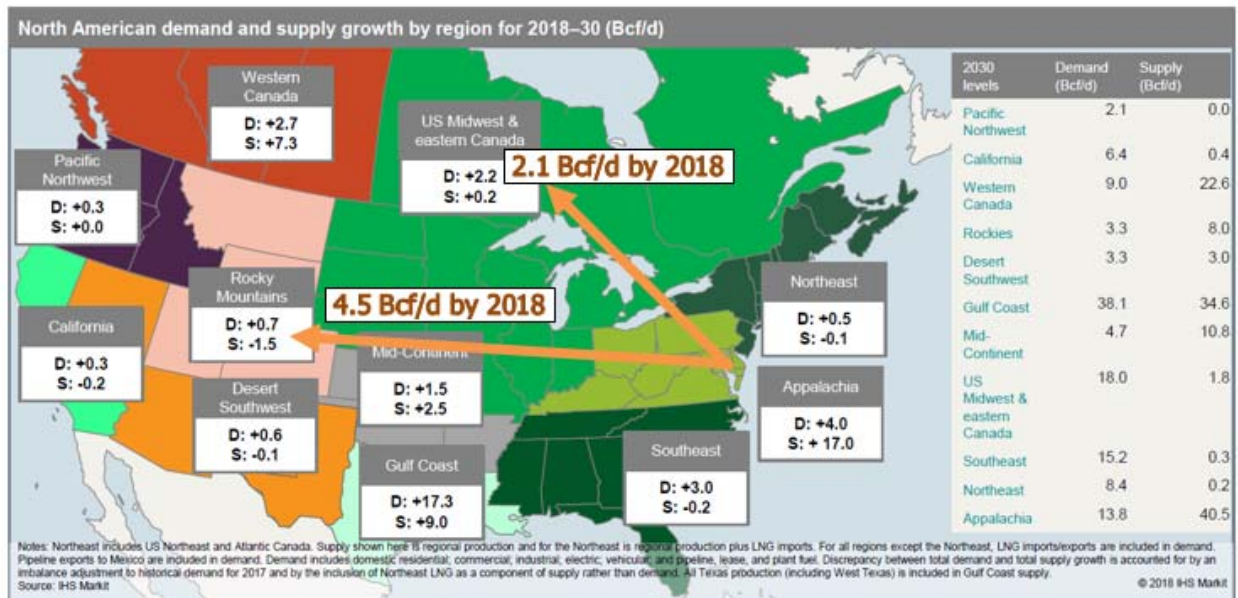 North American demand and supply growth by region for 2018–30 (Bcf/d)
Western
Canada
D: +2.7
S: +7.3
US Midwest &
eastern Canada
D: +2.2
S: +0.2
2.1 Bcf/d by 2018
Pacific
Northwest
D: +0.3
S: +0.0
Rocky
Mountains
D: +0.7
S: -1.5
4.5 Bcf/d by 2018
Northeast
D: +0.5
S: -0.1
California
D: +0.3
S: -0.2
Mid-Continent
D: +1.5
S: +2.5
Desert
Southwest
D: +0.6
S: -0.1
Appalachia
D: +4.0
S: + 17.0
Gulf Coast
D: +17.3
S: +9.0
Southeast
D: +3.0
S: -0.2
2030 levels Demand (Bcf/d) Supply (Bcf/d)
Pacific Northwest 2.1 0.0
California 6.4 0.4
Western Canada 9.0 22.6
Rockies 3.3 8.0
Desert Southwest 3.3 3.0
Gulf Coast 38.1 34.6
Mid-Continent 4.7 10.8
US Midwest & eastern Canada 18.0 1.8
Southeast 15.2 0.3
Northeast 8.4 0.2
Appalachia 13.8 40.5
Notes: Northeast includes US Northeast and Atlantic Canada. Supply shown here is regional production and for the Northeast is regional production plus LNG imports. For all regions except the Northeast, LNG imports/exports are included in demand.
Pipeline exports to Mexico are included in demand. Demand includes domestic residential, commercial, industrial, electric, vehicular, and pipeline, lease, and plant fuel. Discrepancy between total demand and total supply growth is accounted for by an
imbalance adjustment to historical demand for 2017 and by the inclusion of Northeast LNG as a component of supply rather than demand. All Texas production (including West Texas) is included in Gulf Coast supply.
Source: IHS Markit
© 2018 IHS Markit